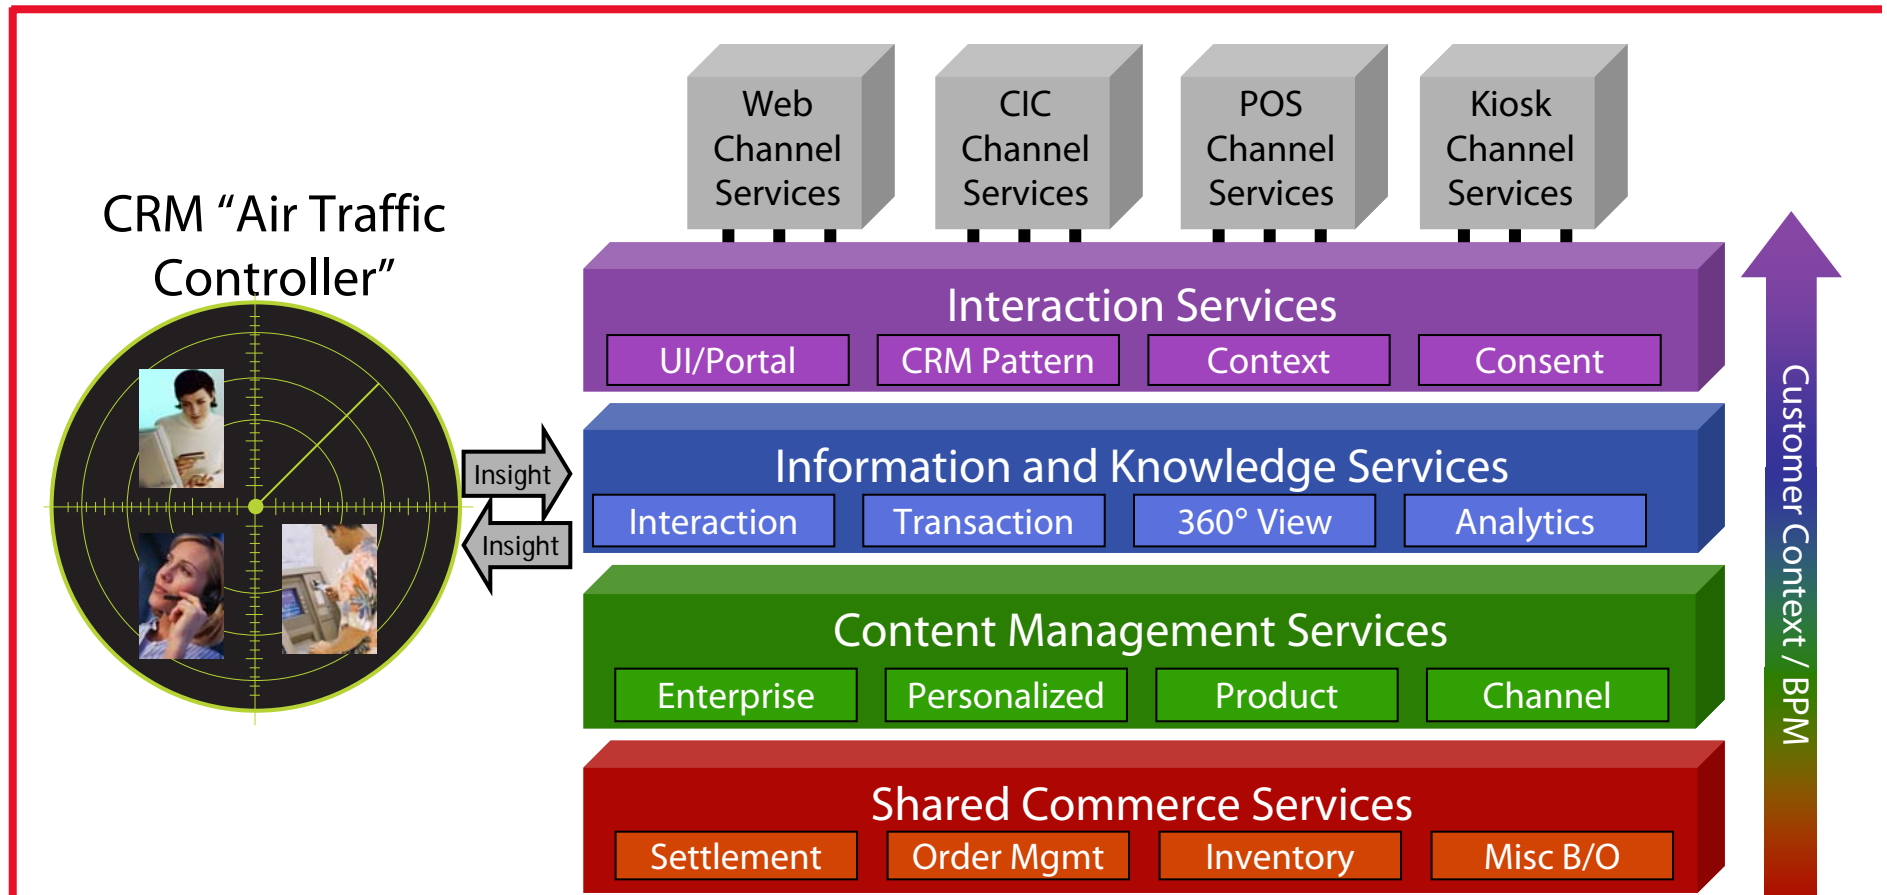 Web
Channel
Services
CIC
Channel
Services
POS
Channel
Services
Kiosk
Channel
Services
CRM “Air Traffic
Controller”
Interaction Services
UI/Portal
CRM Pattern
Context
Consent
Insight
Insight
Information and Knowledge Services
Interaction
Transaction
360° View
Analytics
Content Management Services
Enterprise
Personalized
Product
Channel
Shared Commerce Services
Settlement
Order Mgmt
Inventory
Misc B/O
Customer Context / BPM